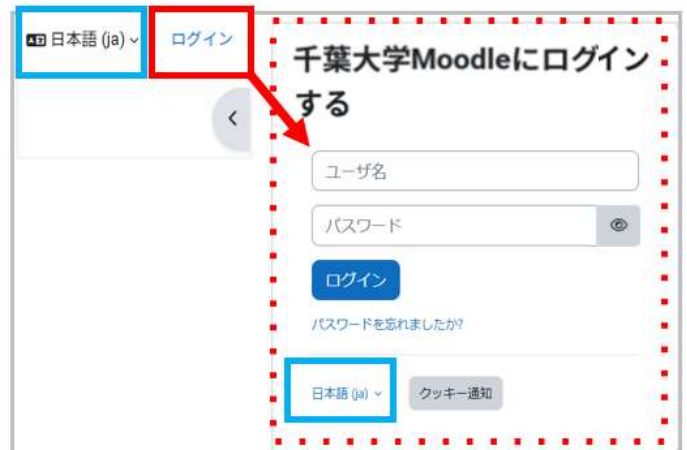 日本語 (ja)
ログイン
千葉大学Moodleにログイン
する
ユーザ名
パスワード
ログイン
パスワードを忘れましたか?
日本語 (ja)
クッキー通知